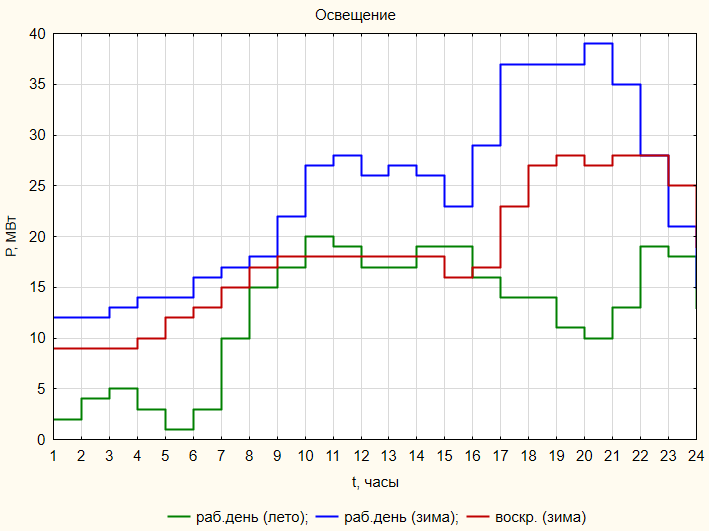 Освещение
40
35
30
25
20
15
10
5
0
P, МВт
1 2 3 4 5 6 7 8 9 10 11 12 13 14 15 16 17 18 19 20 21 22 23 24
t, часы
раб.день (лето); раб.день (зима); воскр. (зима)